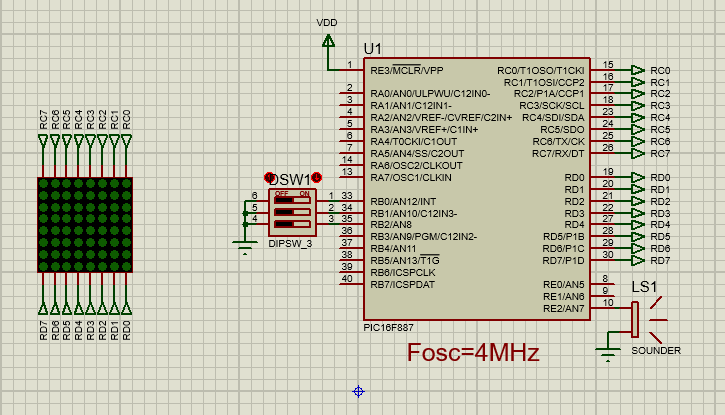 VDD
U1
1 RE3/MCLR/VPP
2 RA0/AN0/ULPWU/C12IN0-
3 RA1/AN1/C12IN1-
4 RA2/AN2/VREF-/CVREF/C2IN+
5 RA3/AN3/VREF+/C1IN+
6 RA4/T0CKI/C1OUT
7 RA5/AN4/SS/C2OUT
14 RA6/OSC2/CLKOUT
13 RA7/OSC1/CLKIN
33 RB0/AN12/INT
34 RB1/AN10/C12IN3-
35 RB2/AN8
36 RB3/AN9/PGM/C12IN2-
37 RB4/AN11
38 RB5/AN13/T1G
39 RB6/ICSPCLK
40 RB7/ICSPDAT
RC0/T1OSO/T1CKI 15 RC0
RC1/T1OSI/CCP2 16 RC1
RC2/P1A/CCP1 17 RC2
RC3/SCK/SCL 18 RC3
RC4/SDI/SDA 23 RC4
RC5/SDO 24 RC5
RC6/TX/CK 25 RC6
RC7/RX/DT 26 RC7
RD0 19 RD0
RD1 20 RD1
RD2 21 RD2
RD3 22 RD3
RD4 27 RD4
RD5/P1B 28 RD5
RD6/P1C 29 RD6
RD7/P1D 30 RD7
RE0/AN5 8
RE1/AN6 9
RE2/AN7 10
PIC16F887
RC7 RC6 RC5 RC4 RC3 RC2 RC1 RC0
RD7 RD6 RD5 RD4 RD3 RD2 RD1 RD0
DSW1
OFF ON
6 1
5 2
4 3
DIPSW_3
LS1
SOUNDER
Fosc=4MHz